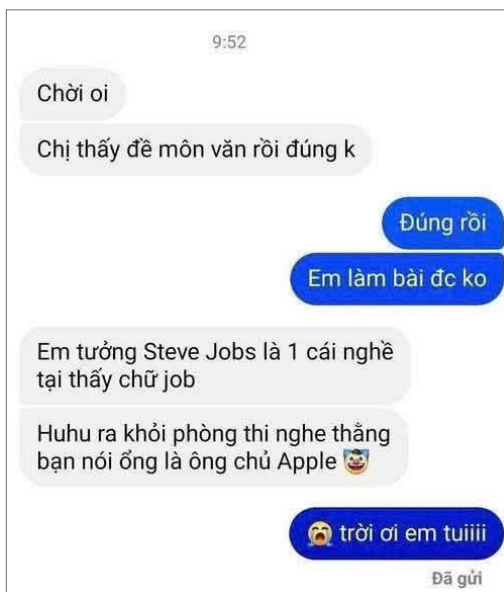 9:52
Chời oi
Chị thấy đề môn văn rồi đúng k
Đúng rồi
Em làm bài đc ko
Em tưởng Steve Jobs là 1 cái nghề
tại thấy chữ job
Huhu ra khỏi phòng thi nghe thằng
bạn nói ổng là ông chủ Apple 🤡
😭 trời ơi em tuiiii
Đã gửi